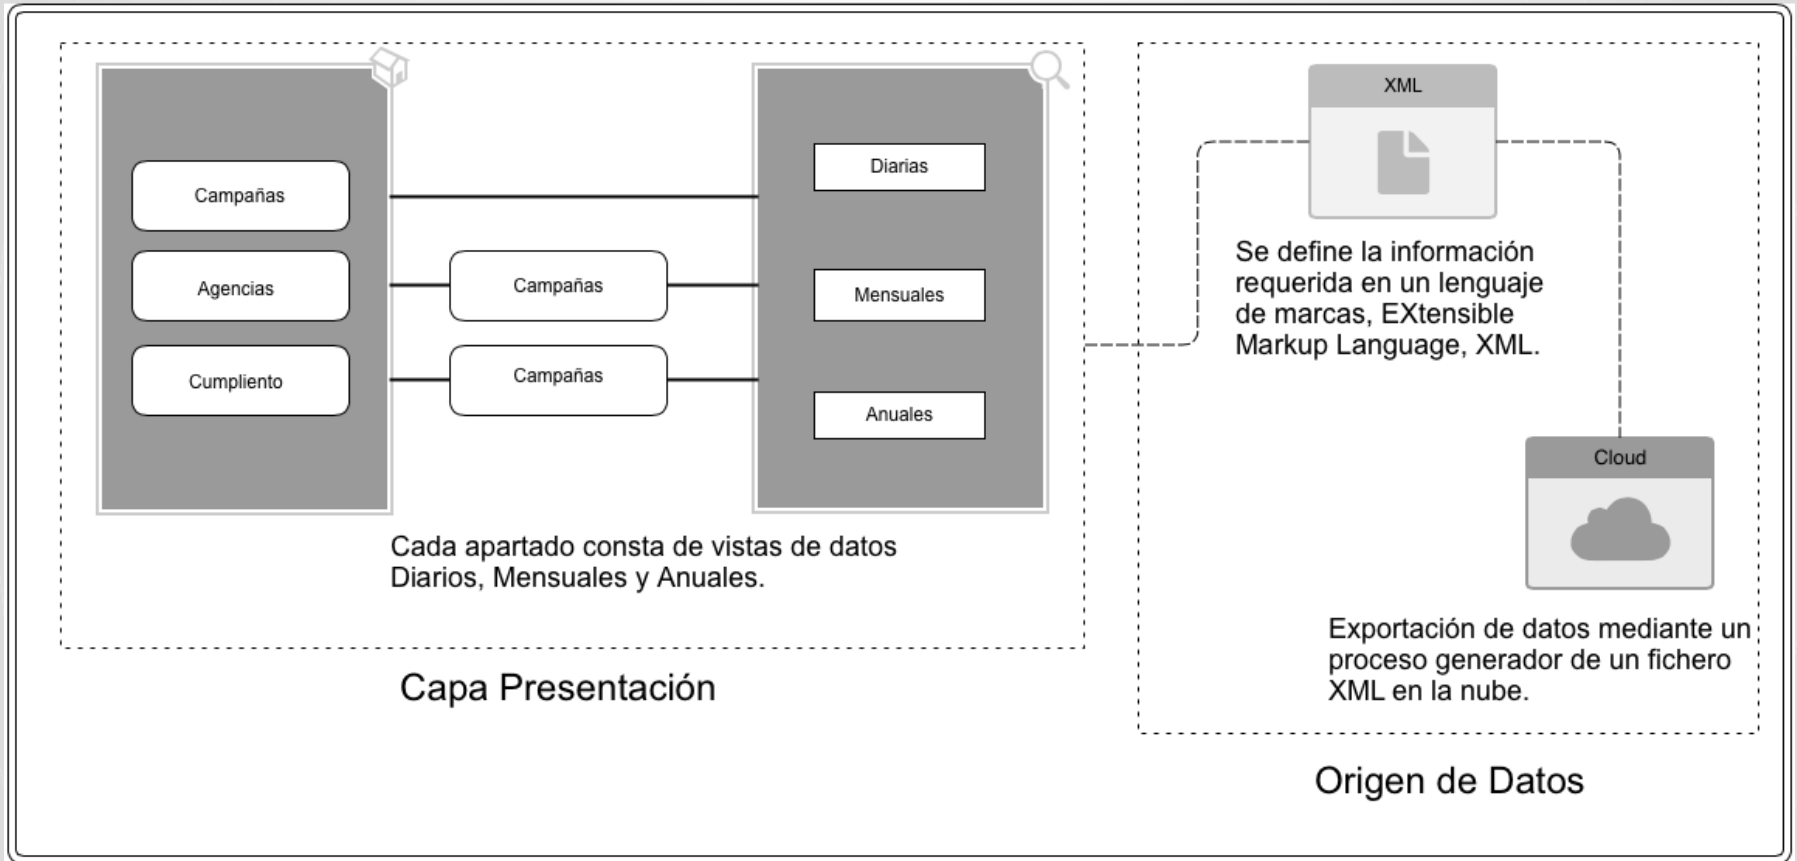 Campañas
Agencias
Cumpliento
Campañas
Campañas
Diarias
Mensuales
Anuales
Cada apartado consta de vistas de datos
Diarios, Mensuales y Anuales.
Capa Presentación
XML
Se define la información
requerida en un lenguaje
de marcas, EXtensible
Markup Language, XML.
Cloud
Exportación de datos mediante un
proceso generador de un fichero
XML en la nube.
Origen de Datos